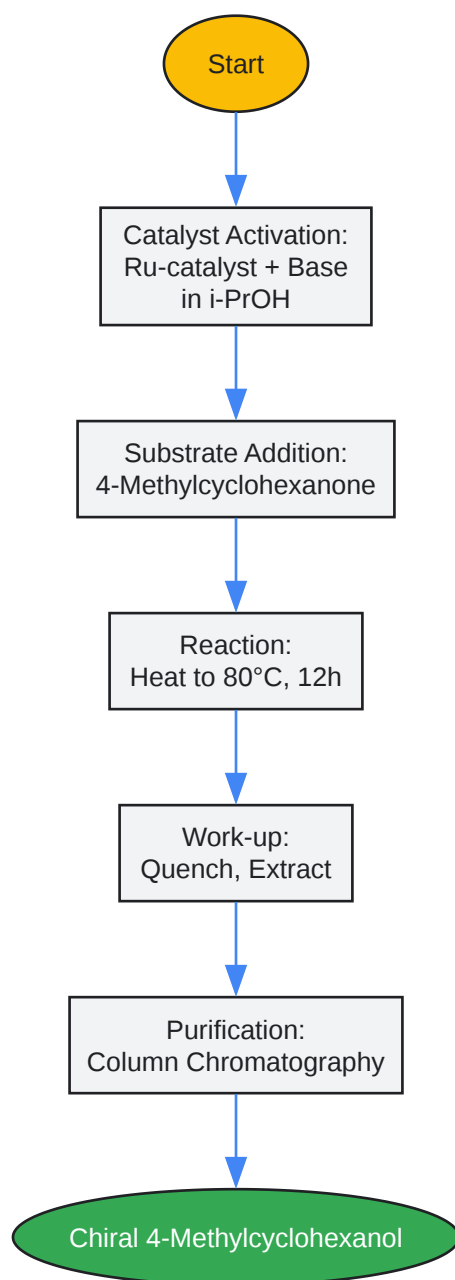 Start
Catalyst Activation:
Ru-catalyst + Base
in i-PrOH
Substrate Addition:
4-Methylcyclohexanone
Reaction:
Heat to 80°C, 12h
Work-up:
Quench, Extract
Purification:
Column Chromatography
Chiral 4-Methylcyclohexanol